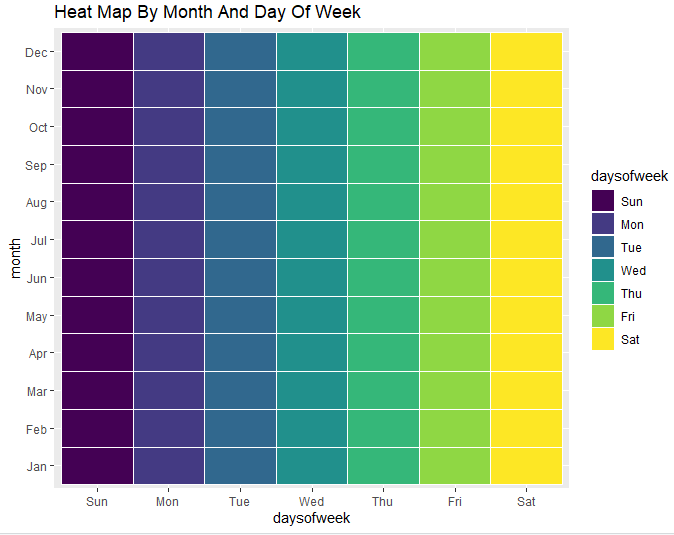 Heat Map By Month And Day Of Week
Dec
Nov
Oct
Sep
Aug
Jul
Jun
May
Apr
Mar
Feb
Jan
month
Sun Mon Tue Wed Thu Fri Sat
daysofweek
daysofweek
Sun
Mon
Tue
Wed
Thu
Fri
Sat